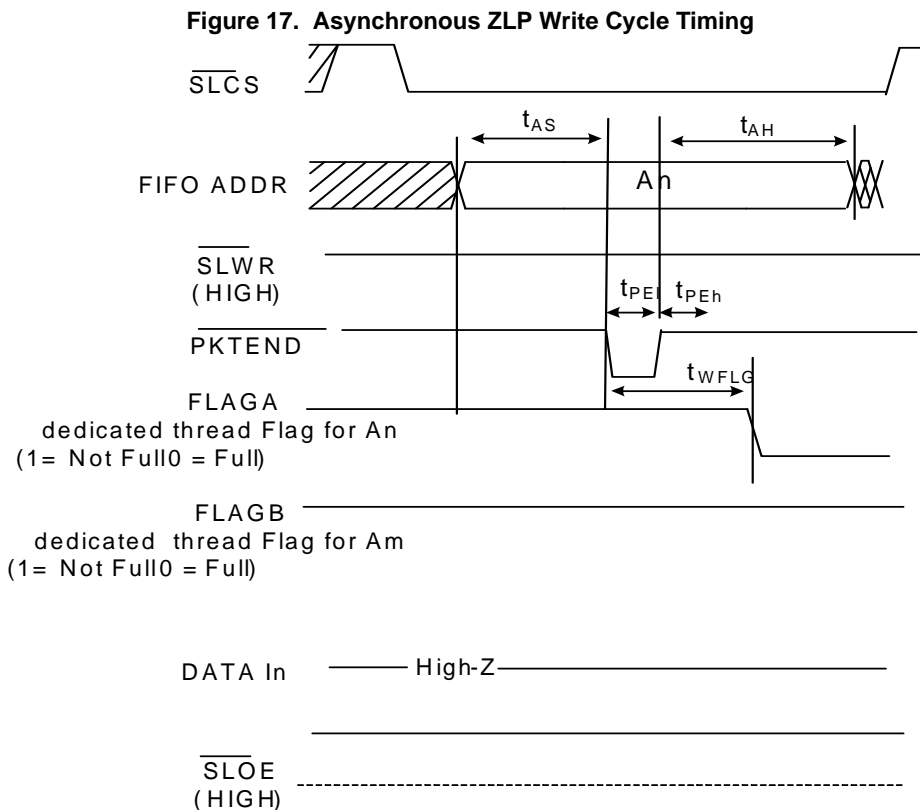 Figure 17. Asynchronous ZLP Write Cycle Timing
SLCS
tAS
tAH
FIFO ADDR
An
SLWR
(HIGH)
tPEl
tPEh
PKTEND
tWFLG
FLAGA
dedicated thread Flag for An
(1= Not Full0 = Full)
FLAGB
dedicated thread Flag for Am
(1= Not Full0 = Full)
DATA In
High-Z
SLOE
(HIGH)